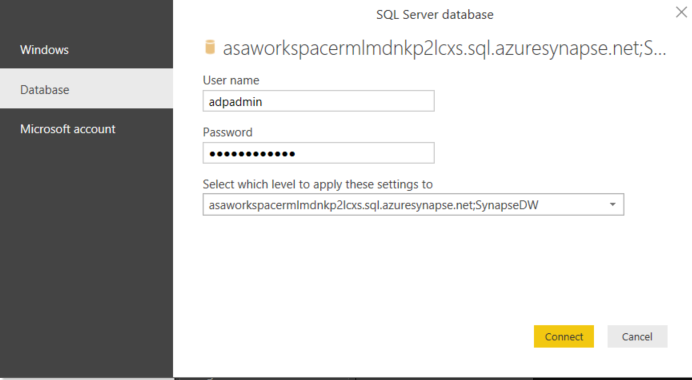 SQL Server database
Windows
Database
Microsoft account
asaworkspacermlmdnkp2lcxs.sql.azuresynapse.net;S...
User name
adpadmin
Password
●●●●●●●●●●●●
Select which level to apply these settings to
asaworkspacermlmdnkp2lcxs.sql.azuresynapse.net;SynapseDW
Connect
Cancel